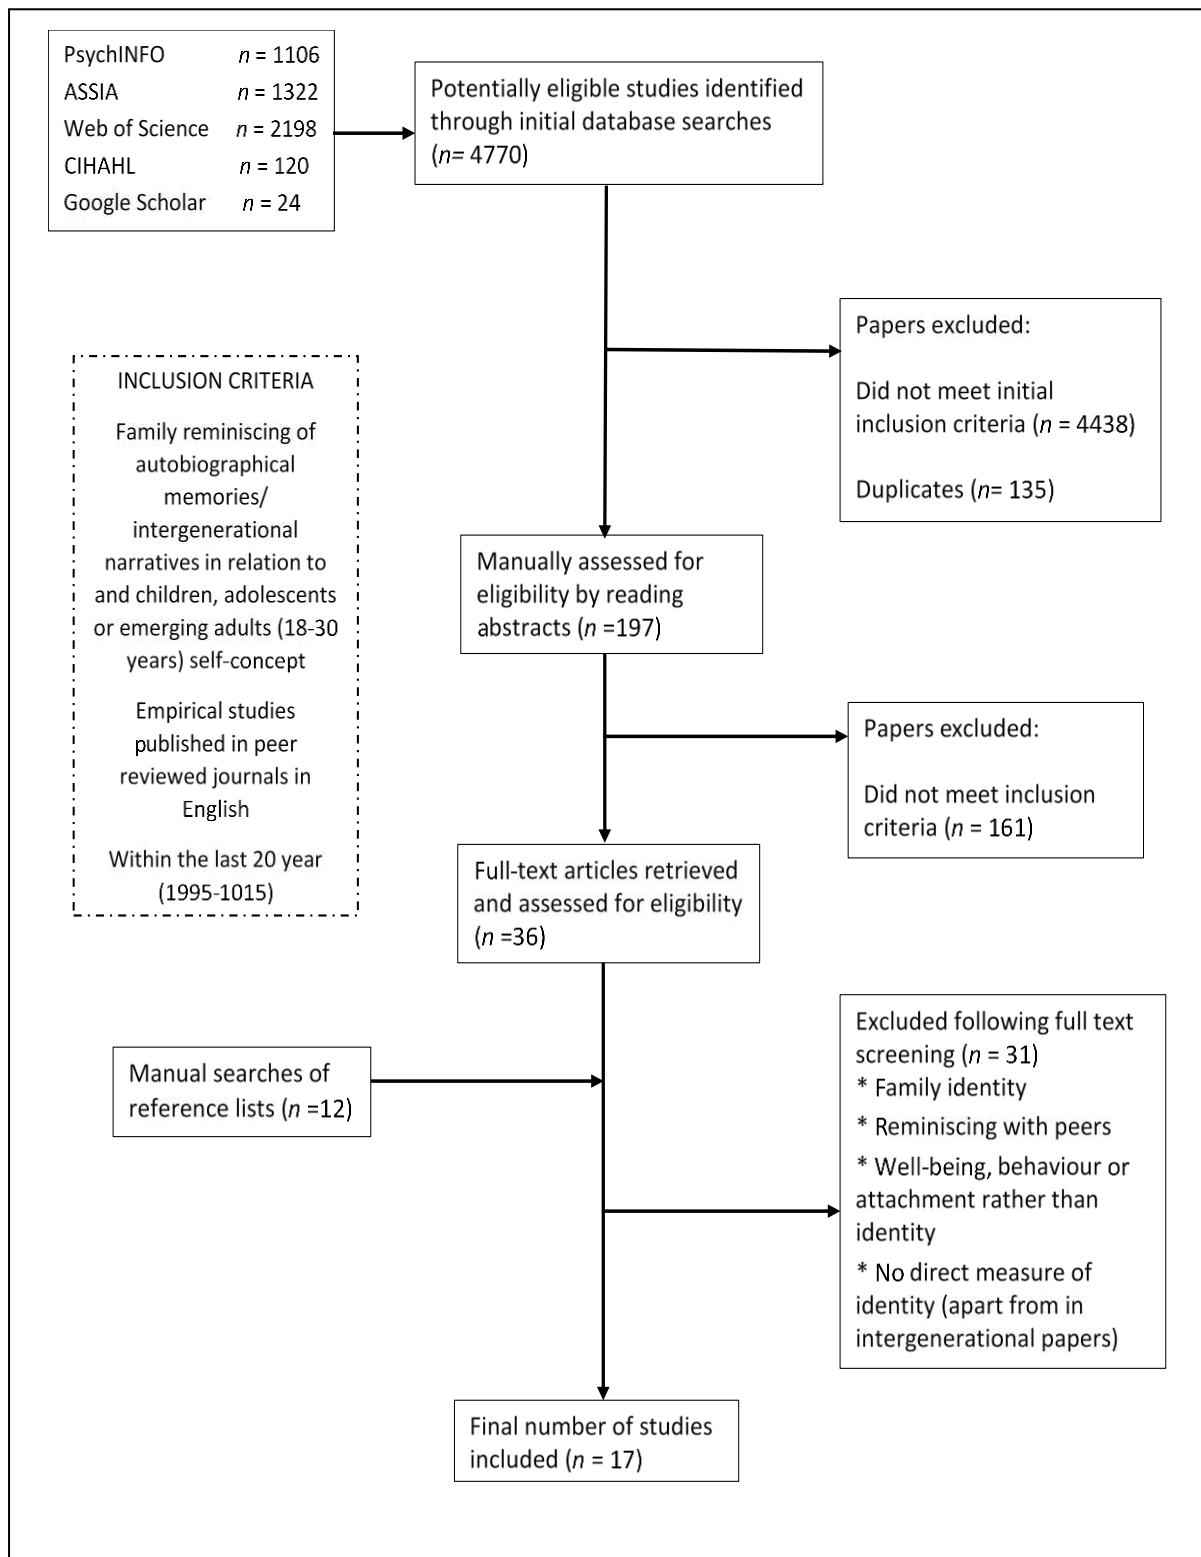 PsychINFO n = 1106
ASSIA n = 1322
Web of Science n = 2198
CIHAHL n = 120
Google Scholar n = 24
Potentially eligible studies identified
through initial database searches
(n= 4770)
Papers excluded:
Did not meet initial
inclusion criteria (n = 4438)
Duplicates (n= 135)
INCLUSION CRITERIA
Family reminiscing of
autobiographical
memories/
intergenerational
narratives in relation to
and children, adolescents
or emerging adults (18-30
years) self-concept
Empirical studies
published in peer
reviewed journals in
English
Within the last 20 year
(1995-1015)
Manually assessed for
eligibility by reading
abstracts (n =197)
Papers excluded:
Did not meet inclusion
criteria (n = 161)
Full-text articles retrieved
and assessed for eligibility
(n =36)
Manual searches of
reference lists (n =12)
Excluded following full text
screening (n = 31)
* Family identity
* Reminiscing with peers
* Well-being, behaviour or
attachment rather than
identity
* No direct measure of
identity (apart from in
intergenerational papers)
Final number of studies
included (n = 17)